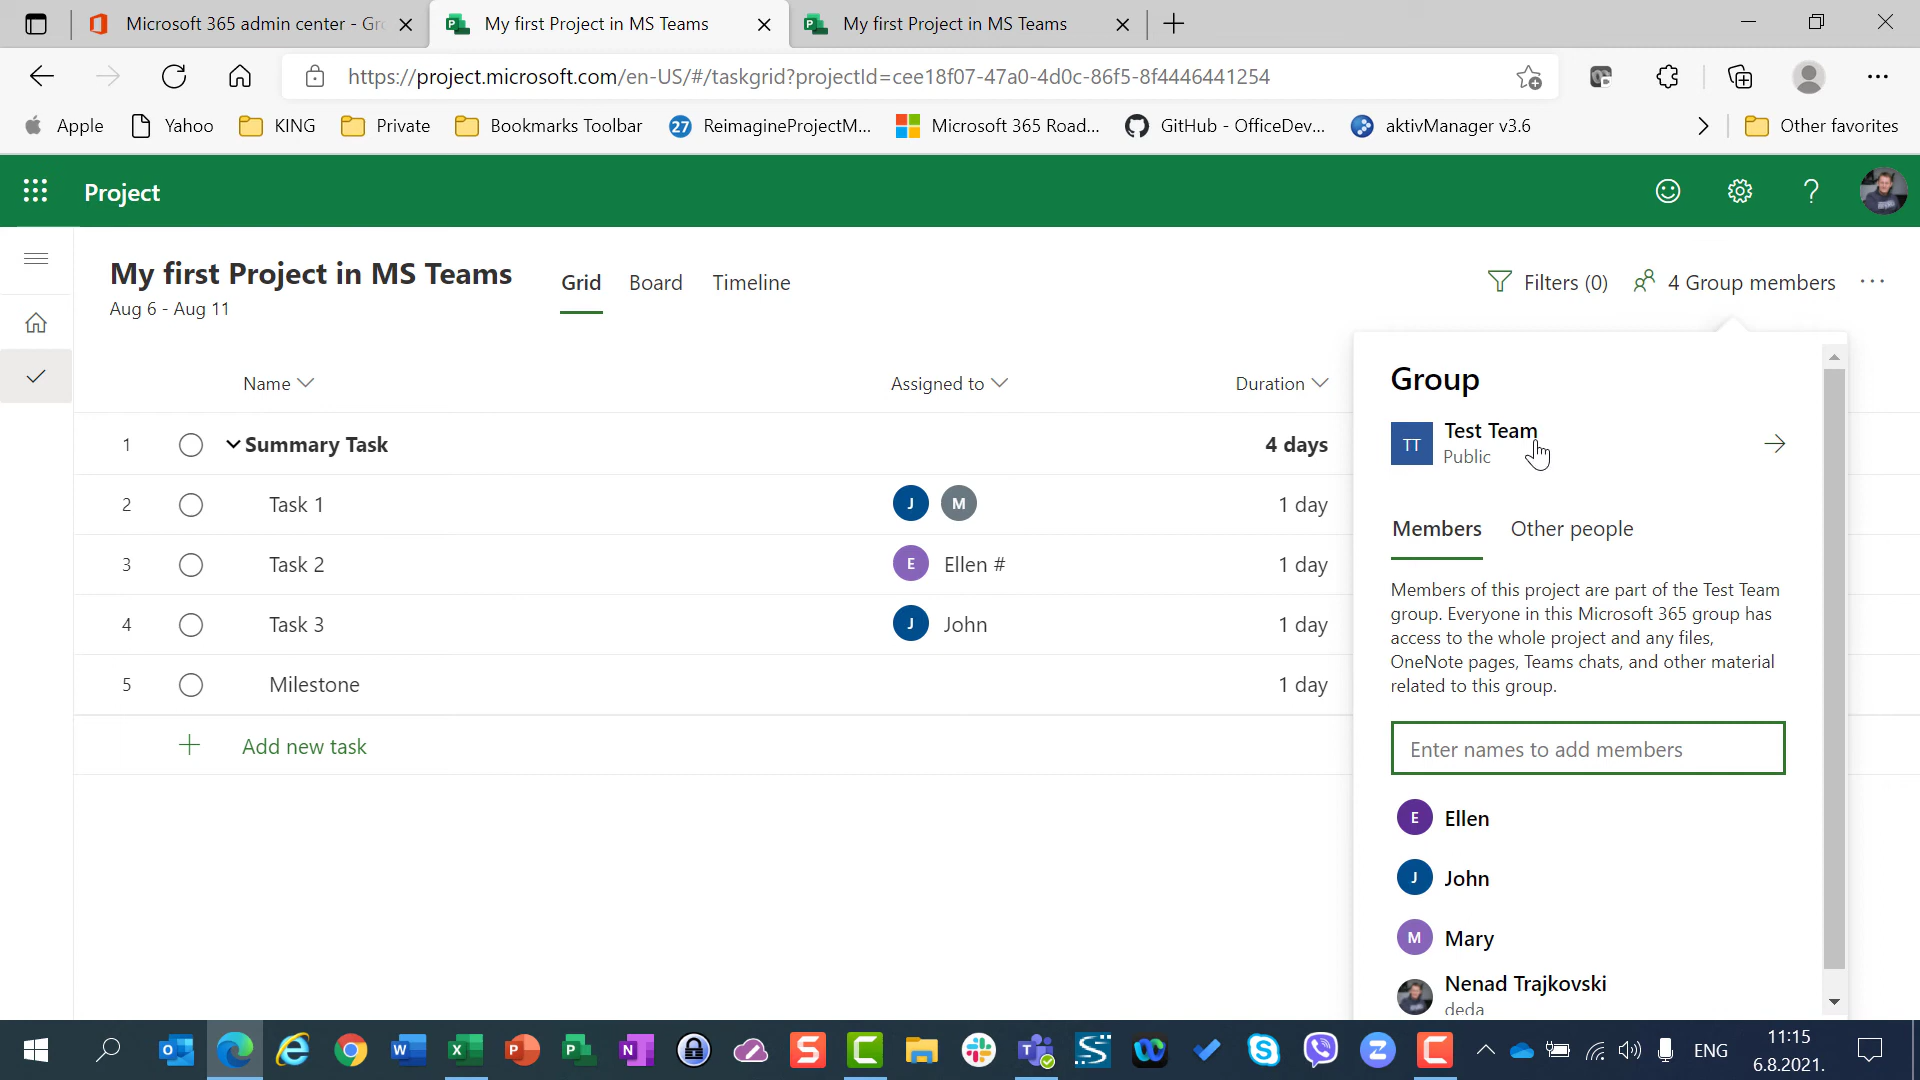 Microsoft 365 admin center - Gr
My first Project in MS Teams
My first Project in MS Teams
https://project.microsoft.com/en-US/#/taskgrid?projectId=cee18f07-47a0-4d0c-86f5-8f4446441254
Apple
Yahoo
KING
Private
Bookmarks Toolbar
27
ReimagineProjectM...
Microsoft 365 Road...
GitHub - OfficeDev...
aktivManager v3.6
Other favorites
Project
My first Project in MS Teams
Aug 6 - Aug 11
Grid
Board
Timeline
Filters (0)
4 Group members
Name
Assigned to
Duration
1
Summary Task
4 days
2
Task 1
J
M
1 day
3
Task 2
E
Ellen #
1 day
4
Task 3
J
John
1 day
5
Milestone
1 day
Add new task
Group
TT
Test Team
Public
Members
Other people
Members of this project are part of the Test Team
group. Everyone in this Microsoft 365 group has
access to the whole project and any files,
OneNote pages, Teams chats, and other material
related to this group.
Enter names to add members
E
Ellen
J
John
M
Mary
Nenad Trajkovski
deda
ENG
11:15
6.8.2021.